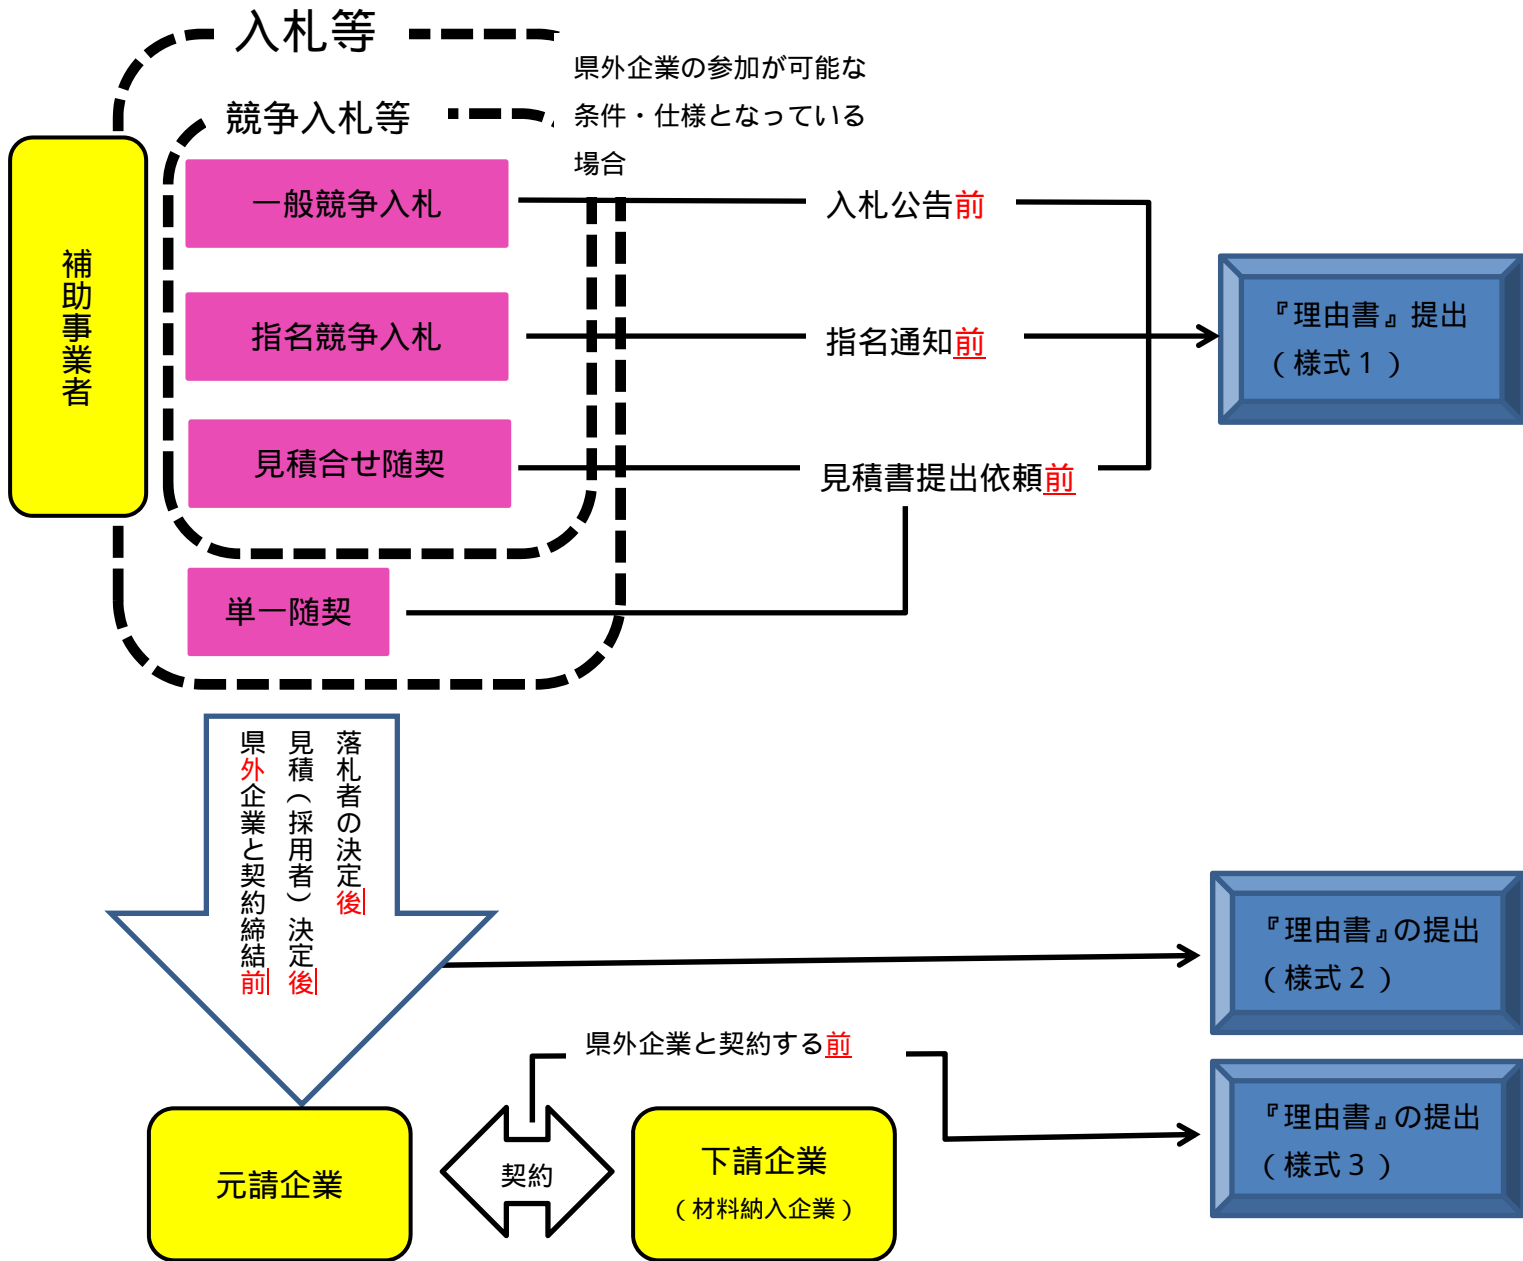 入札等
県外企業の参加が可能な
条件・仕様となっている
場合
競争入札等
補助事業者
一般競争入札
入札公告前
指名競争入札
指名通知前
『理由書』提出
(様式1)
見積合せ随契
見積書提出依頼前
単一随契
落札者の決定後
見積(採用者)決定後
県外企業と契約締結前
『理由書』の提出
(様式2)
県外企業と契約する前
『理由書』の提出
(様式3)
元請企業
契約
下請企業
(材料納入企業)